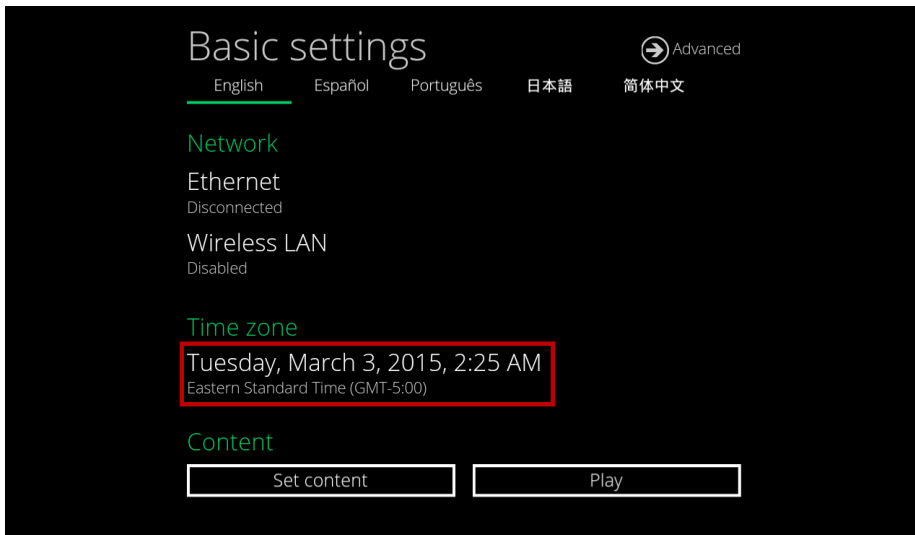 Basic settings
Advanced
English Español Português 日本語 简体中文
Network
Ethernet
Disconnected
Wireless LAN
Disabled
Time zone
Tuesday, March 3, 2015, 2:25 AM
Eastern Standard Time (GMT-5:00)
Content
Set content Play